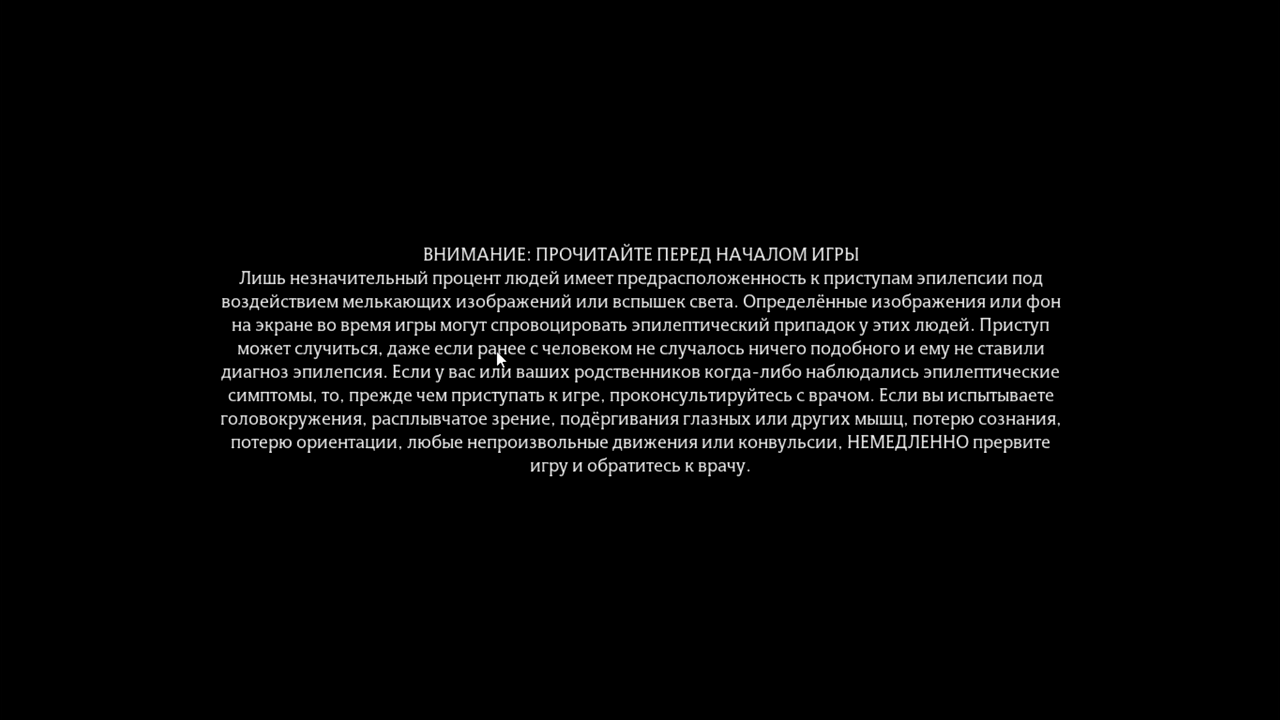 ВНИМАНИЕ: ПРОЧИТАЙТЕ ПЕРЕД НАЧАЛОМ ИГРЫ
Лишь незначительный процент людей имеет предрасположенность к приступам эпилепсии под
воздействием мелькающих изображений или вспышек света. Определённые изображения или фон
на экране во время игры могут спровоцировать эпилептический припадок у этих людей. Приступ
может случиться, даже если ранее с человеком не случалось ничего подобного и ему не ставили
диагноз эпилепсия. Если у вас или ваших родственников когда-либо наблюдались эпилептические
симптомы, то, прежде чем приступать к игре, проконсультируйтесь с врачом. Если вы испытываете
головокружения, расплывчатое зрение, подёргивания глазных или других мышц, потерю сознания,
потерю ориентации, любые непроизвольные движения или конвульсии, НЕМЕДЛЕННО прервите
игру и обратитесь к врачу.